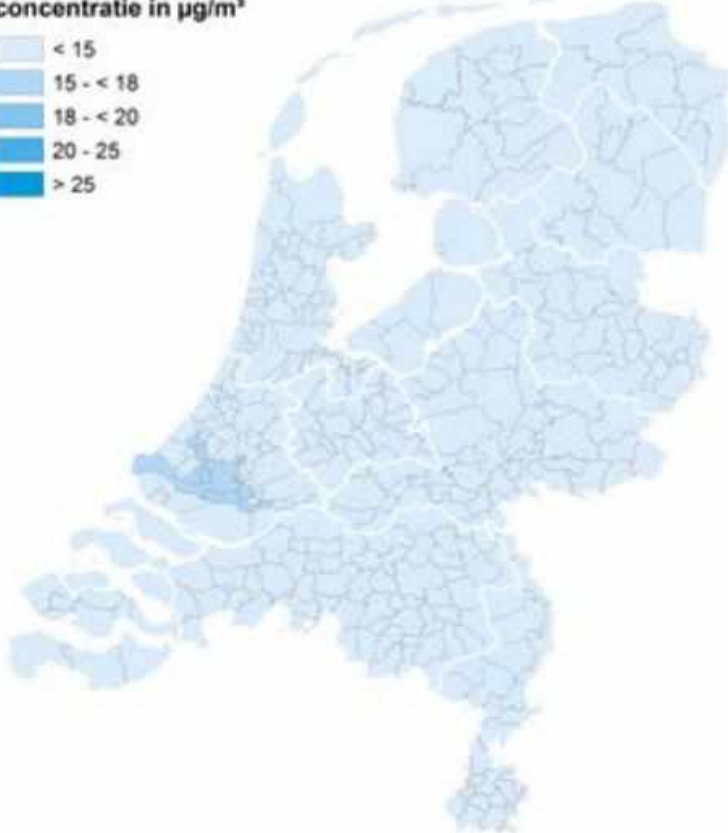 concentratie in µg/m³
< 15
15 - < 18
18 - < 20
20 - 25
> 25